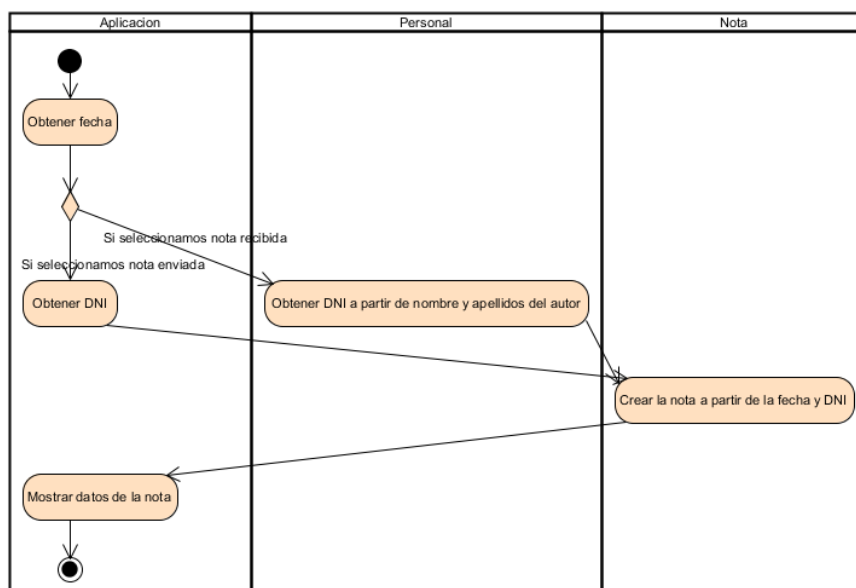 Aplicacion
Personal
Nota
Obtener fecha
Si seleccionamos nota recibida
Si seleccionamos nota enviada
Obtener DNI
Obtener DNI a partir de nombre y apellidos del autor
Crear la nota a partir de la fecha y DNI
Mostrar datos de la nota